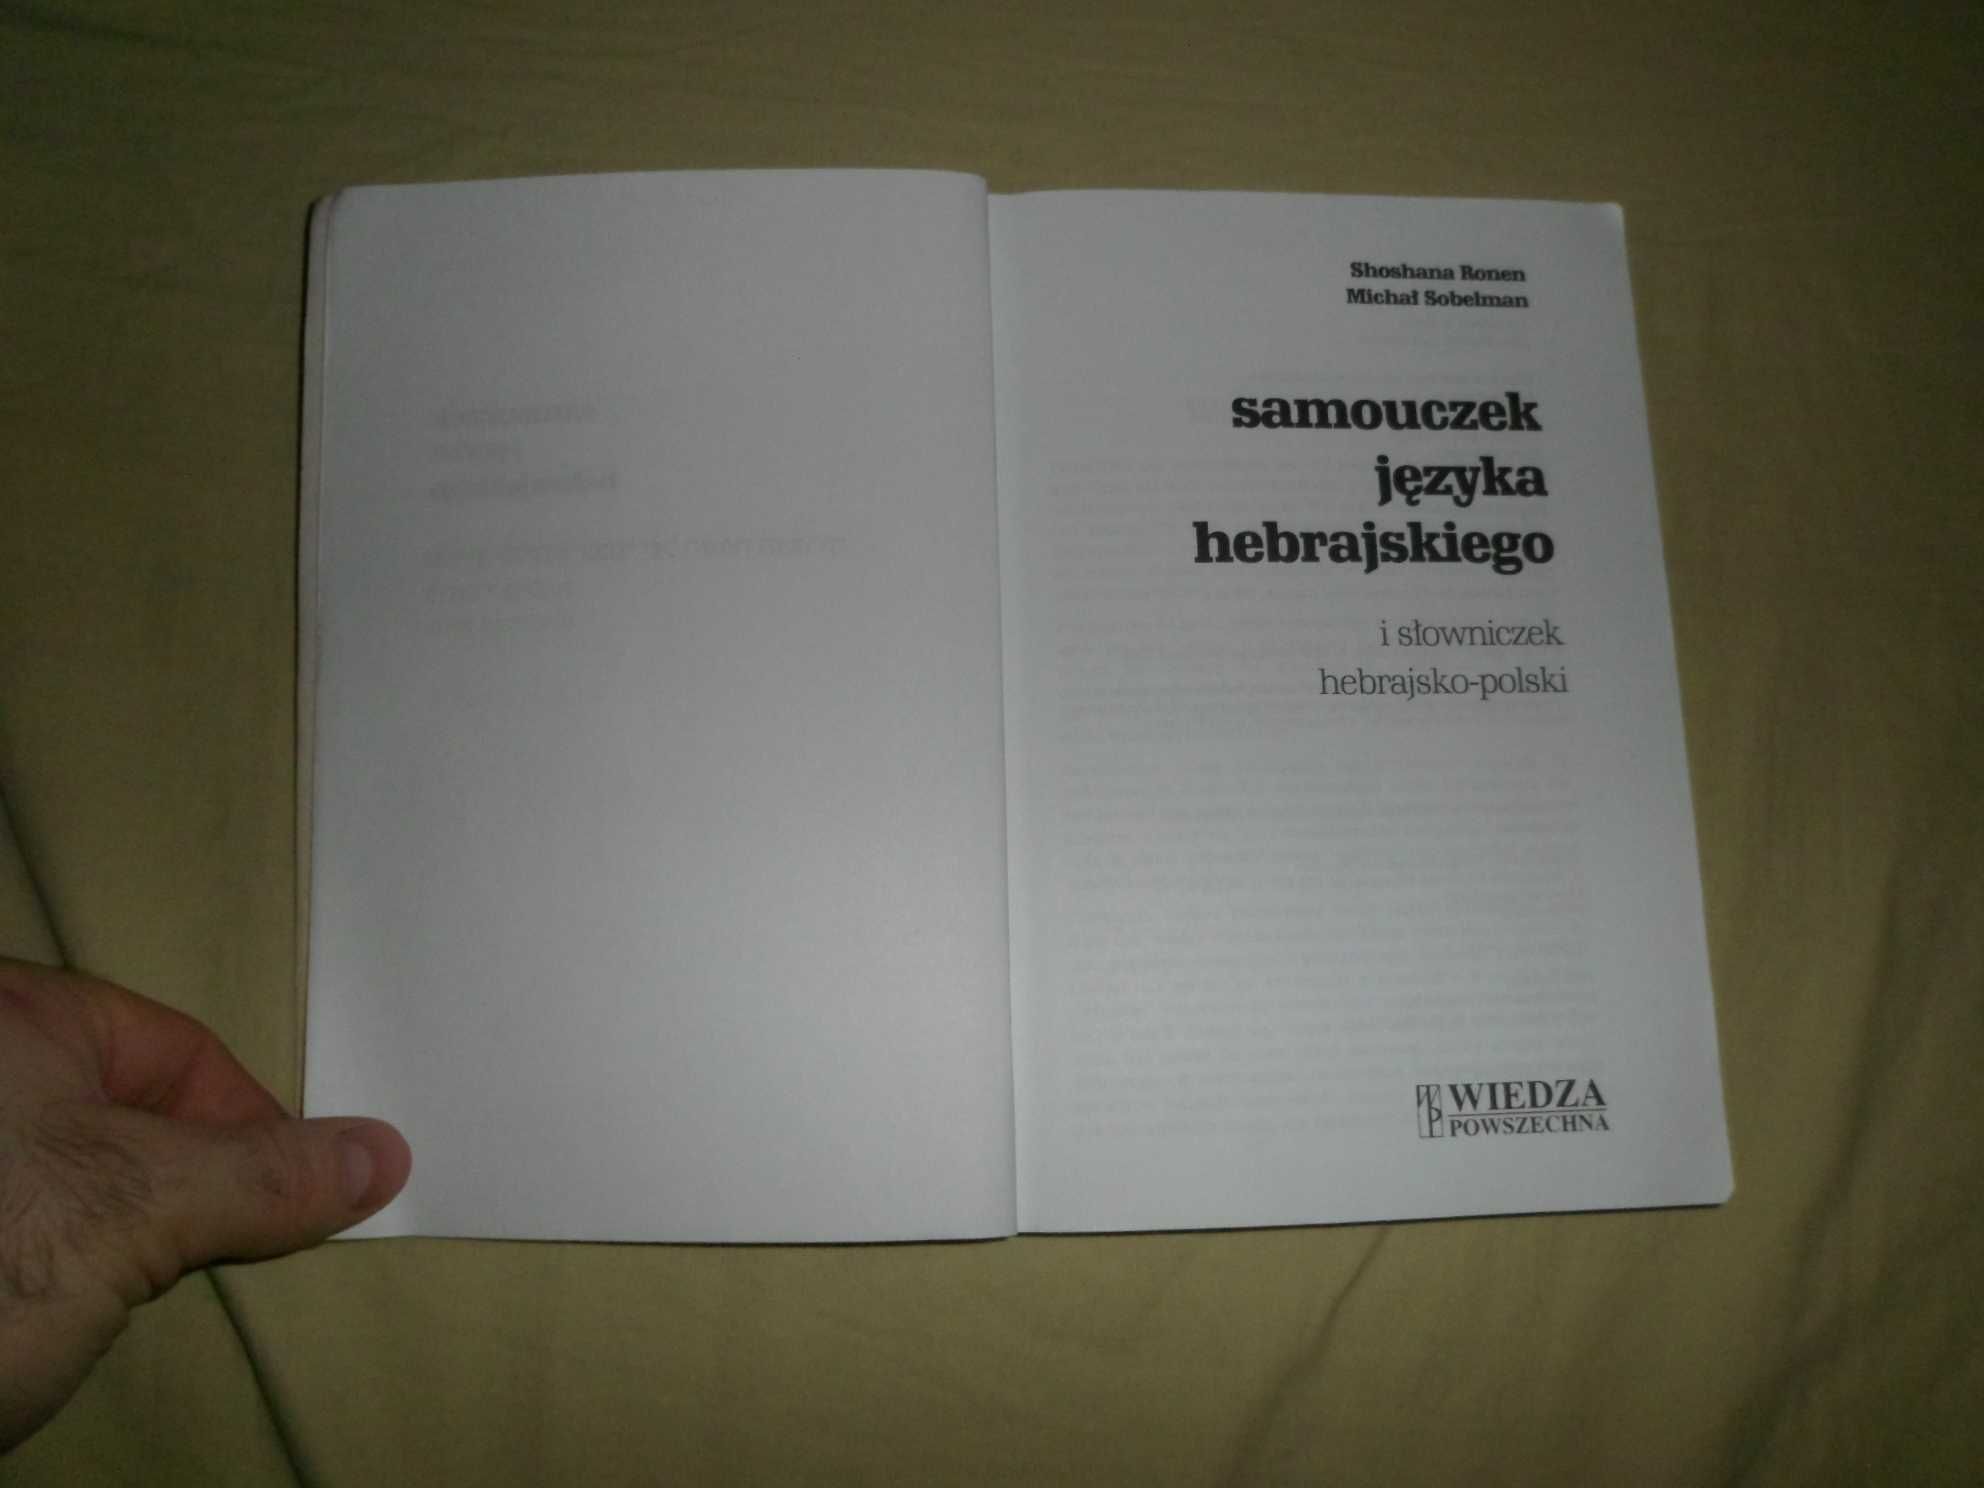 Shoshana Ronen
Michał Sobelman
samouczek
języka
hebrajskiego
i słowniczek
hebrajsko-polski
WIEDZA
POWSZECHNA